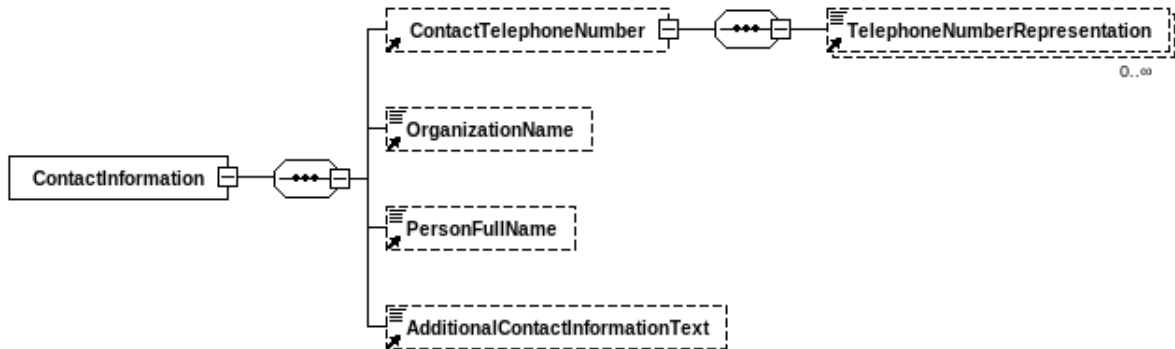 ContactTelephoneNumber
TelephoneNumberRepresentation
0..∞
OrganizationName
ContactInformation
PersonFullName
AdditionalContactInformationText